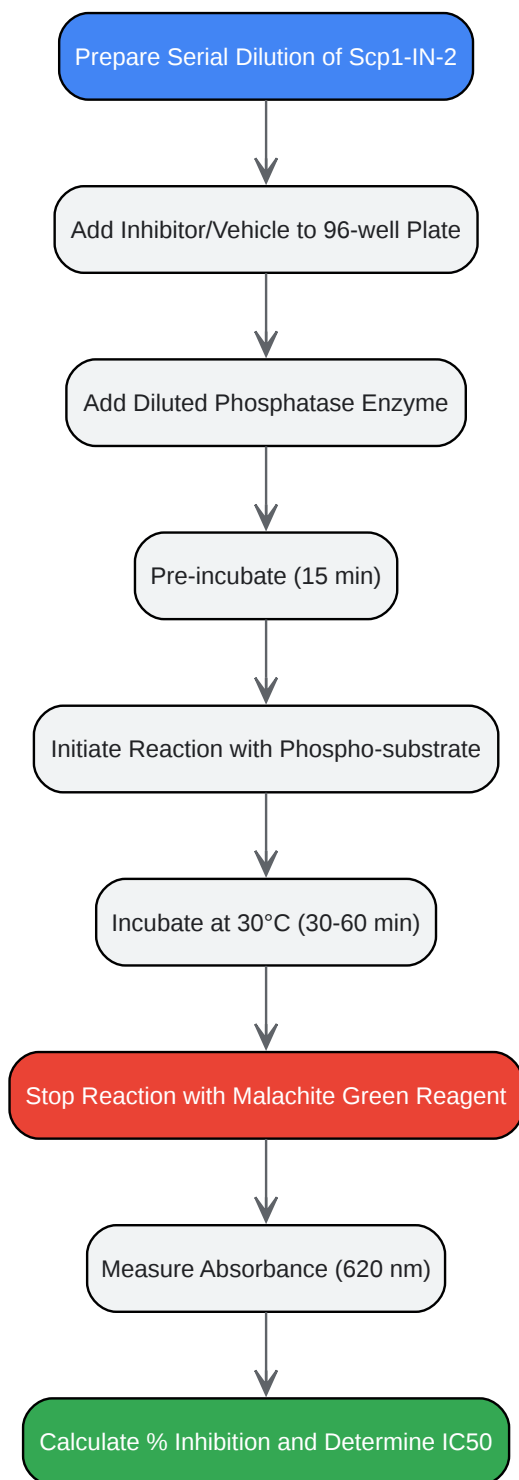 Prepare Serial Dilution of Scp1-IN-2
Add Inhibitor/Vehicle to 96-well Plate
Add Diluted Phosphatase Enzyme
Pre-incubate (15 min)
Initiate Reaction with Phospho-substrate
Incubate at 30°C (30-60 min)
Stop Reaction with Malachite Green Reagent
Measure Absorbance (620 nm)
Calculate % Inhibition and Determine IC50